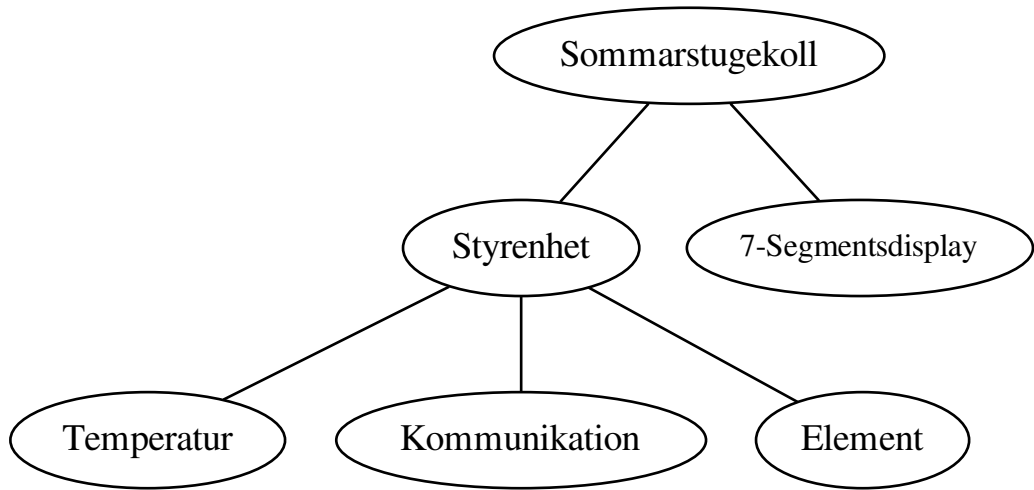 Sommarstugekoll
Styrenhet
7-Segmentsdisplay
Temperatur
Kommunikation
Element